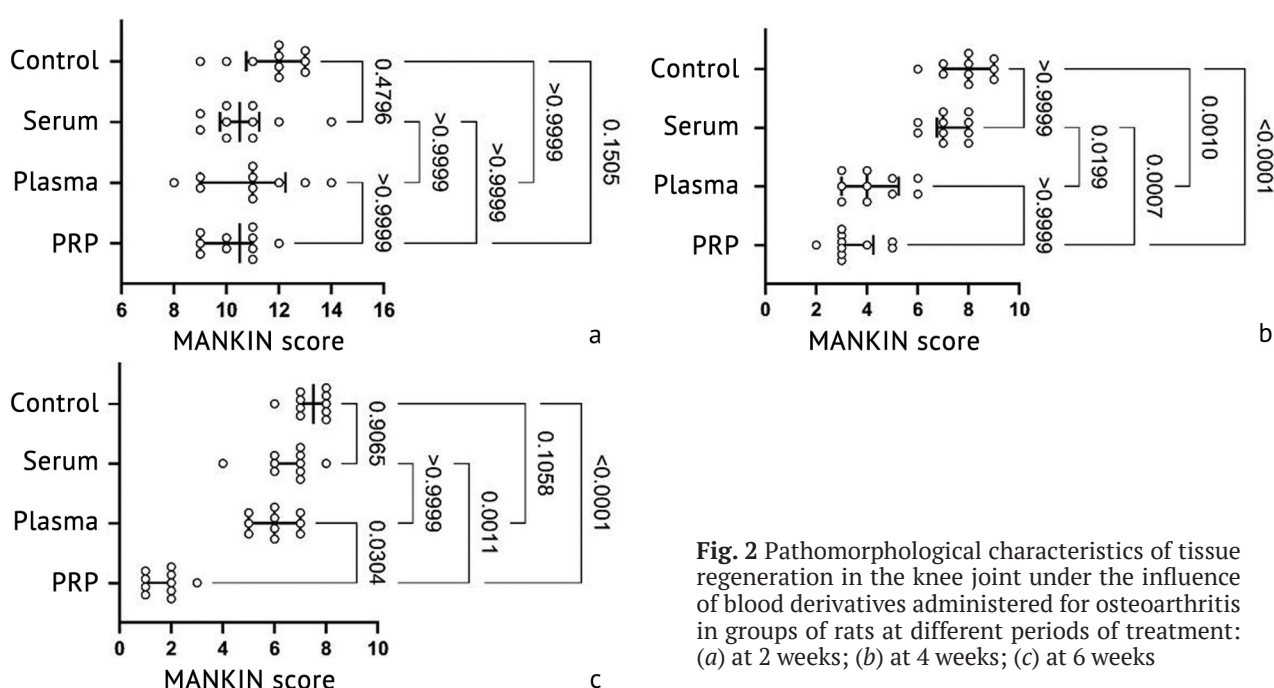 Control
Serum
Plasma
PRP
0.4796
>0.9999
>0.9999
>0.9999
>0.9999
0.1505
6 8 10 12 14 16
MANKIN score
a
Control
Serum
Plasma
PRP
>0.9999
>0.9999
0.0199
0.0007
0.0010
<0.0001
0 2 4 6 8 10
MANKIN score
b
Control
Serum
Plasma
PRP
0.9065
0.0304
>0.9999
0.0011
0.1058
<0.0001
0 2 4 6 8 10
MANKIN score
c
Fig. 2 Pathomorphological characteristics of tissue
regeneration in the knee joint under the influence
of blood derivatives administered for osteoarthritis
in groups of rats at different periods of treatment:
(a) at 2 weeks; (b) at 4 weeks; (c) at 6 weeks